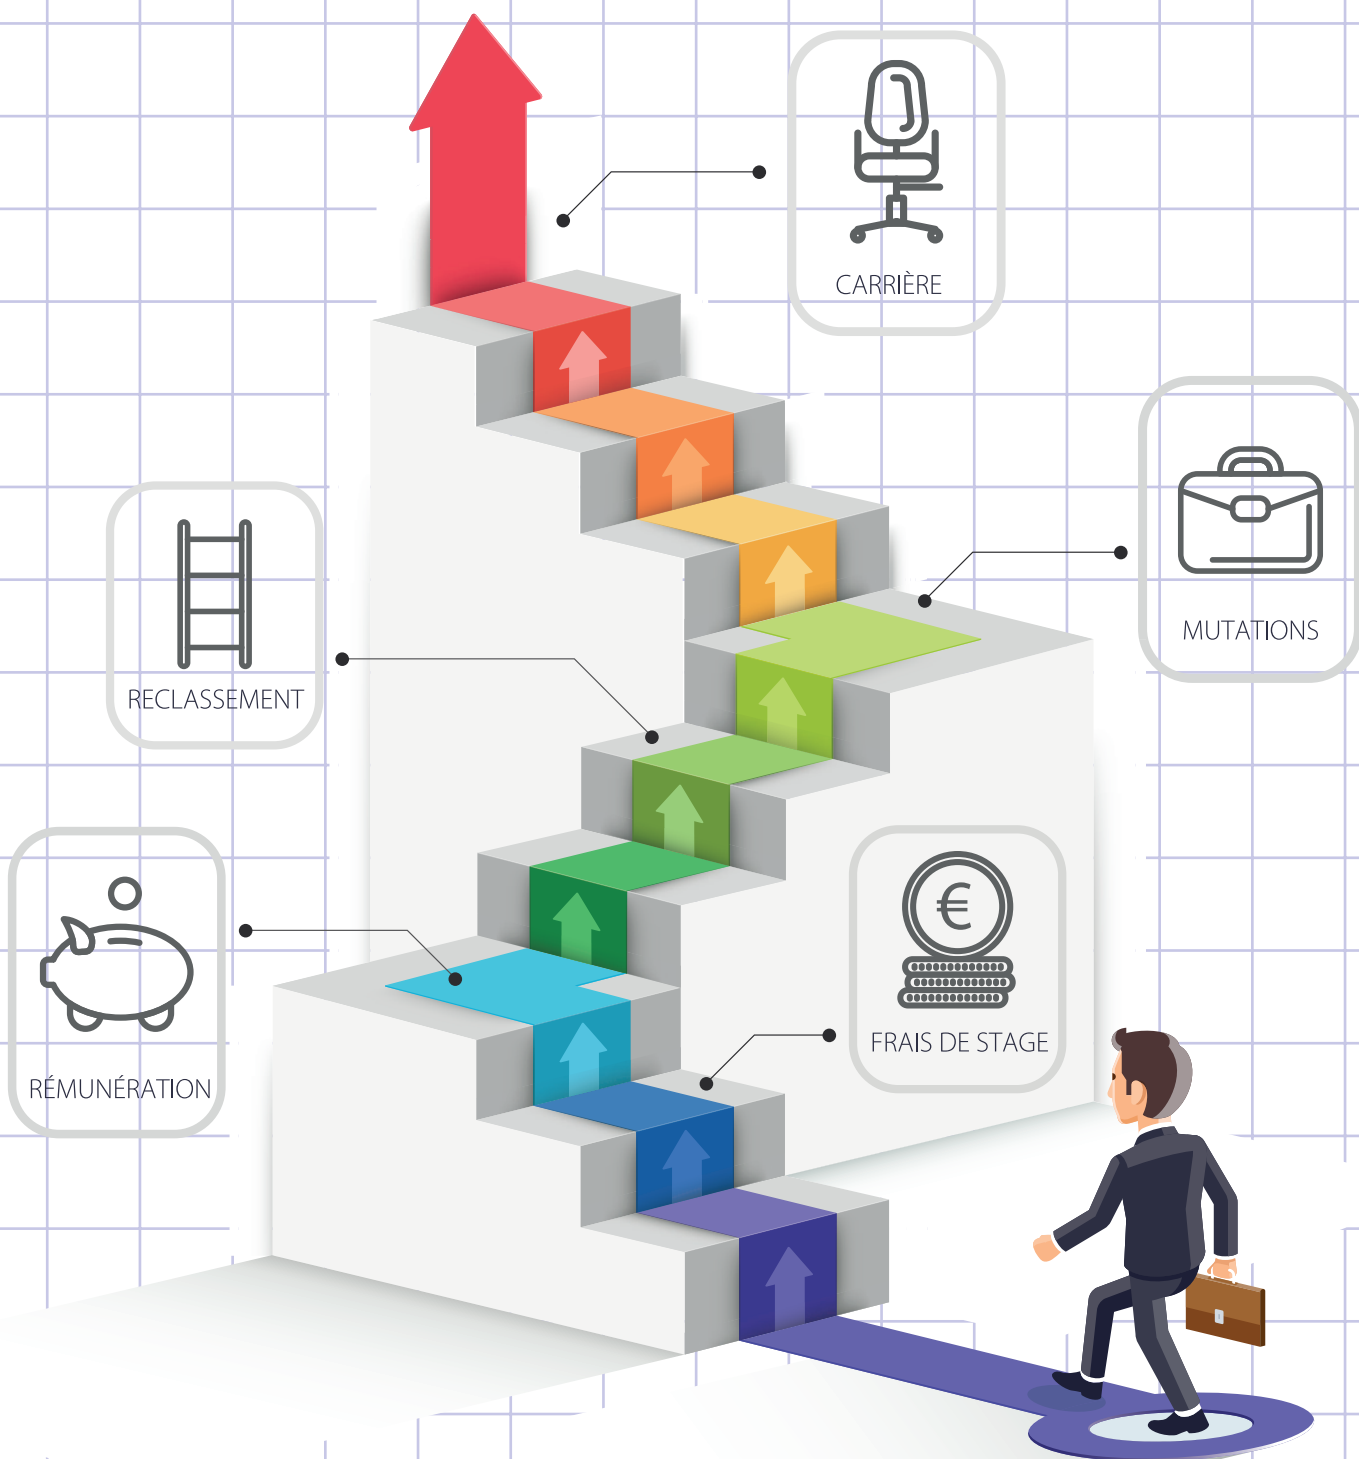 CARRIÈRE
MUTATIONS
RECLASSEMENT
€
FRAIS DE STAGE
RÉMUNÉRATION